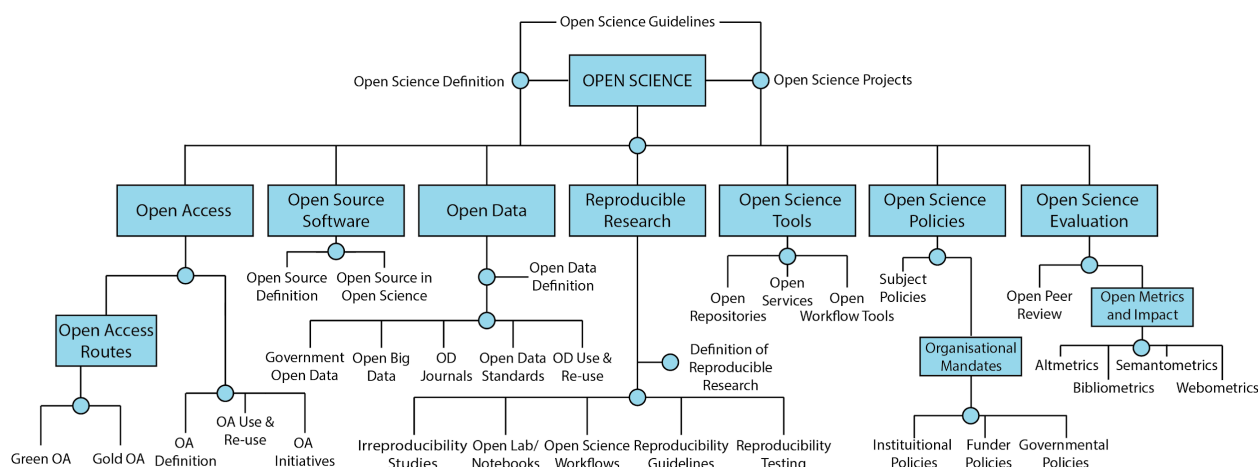 Open Science Guidelines
Open Science Definition
OPEN SCIENCE
Open Science Projects
Open Access
Open Source
Software
Open Data
Reproducible
Research
Open Science
Tools
Open Science
Policies
Open Science
Evaluation
Open Source
Definition
Open Source in
Open Science
Open Data
Definition
Open
Repositories
Open
Services
Open
Workflow Tools
Subject
Policies
Open Peer
Review
Open Metrics
and Impact
Open Access
Routes
Government
Open Data
Open Big
Data
OD
Journals
Open Data
Standards
OD Use &
Re-use
Definition of
Reproducible
Research
Organisational
Mandates
Altmetrics
Bibliometrics
Semantometrics
Webometrics
Green OA
Gold OA
OA
Definition
OA Use &
Re-use
OA
Initiatives
Irreproducibility
Studies
Open Lab/
Notebooks
Open Science
Workflows
Reproducibility
Guidelines
Reproducibility
Testing
Instituitional
Policies
Funder
Policies
Governmental
Policies